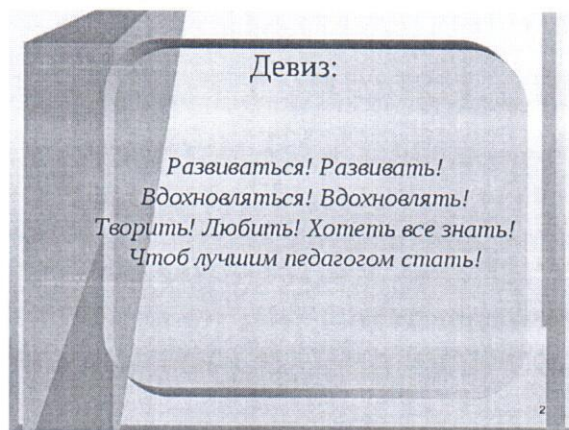 Девиз:
Развиваться! Развивать!
Вдохновляться! Вдохновлять!
Творить! Любить! Хотеть все знать!
Чтоб лучшим педагогом стать!
2